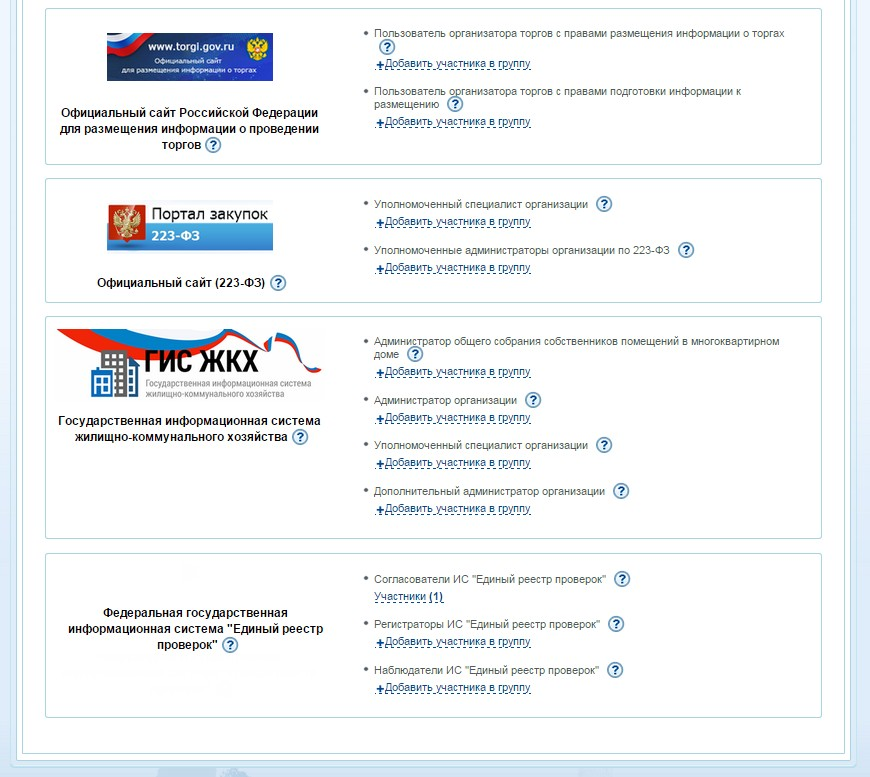 www.torgi.gov.ru
Официальный сайт
для размещения информации о торгах
Официальный сайт Российской Федерации
для размещения информации о проведении
торгов ?
• Пользователь организатора торгов с правами размещения информации о торгах
?
+Добавить участника в группу
• Пользователь организатора торгов с правами подготовки информации к
размещению ?
+Добавить участника в группу
Портал закупок
223-ФЗ
Официальный сайт (223-ФЗ) ?
• Уполномоченный специалист организации ?
+Добавить участника в группу
• Уполномоченные администраторы организации по 223-ФЗ ?
+Добавить участника в группу
ГИС ЖКХ
Государственная информационная система
жилищно-коммунального хозяйства
Государственная информационная система
жилищно-коммунального хозяйства ?
• Администратор общего собрания собственников помещений в многоквартирном
доме ?
+Добавить участника в группу
• Администратор организации ?
+Добавить участника в группу
• Уполномоченный специалист организации ?
+Добавить участника в группу
• Дополнительный администратор организации ?
+Добавить участника в группу
Федеральная государственная
информационная система "Единый реестр
проверок" ?
• Согласователи ИС "Единый реестр проверок" ?
Участники (1)
• Регистраторы ИС "Единый реестр проверок" ?
+Добавить участника в группу
• Наблюдатели ИС "Единый реестр проверок" ?
+Добавить участника в группу